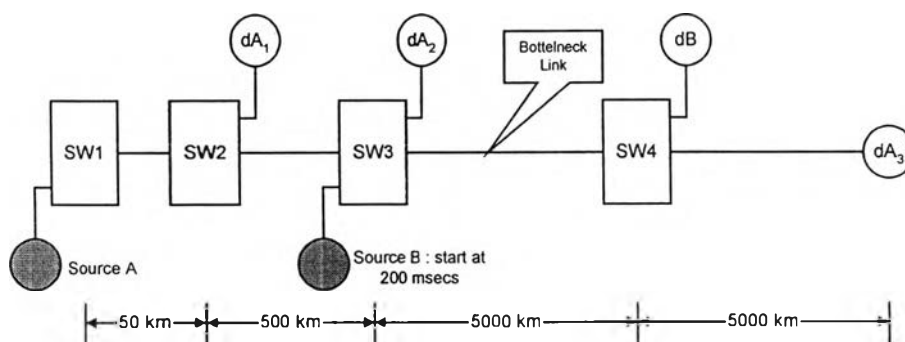 dA1
dA2
Bottelneck
Link
dB
SW1
SW2
SW3
SW4
dA3
Source A
Source B : start at
200 msecs
50 km
500 km
5000 km
5000 km